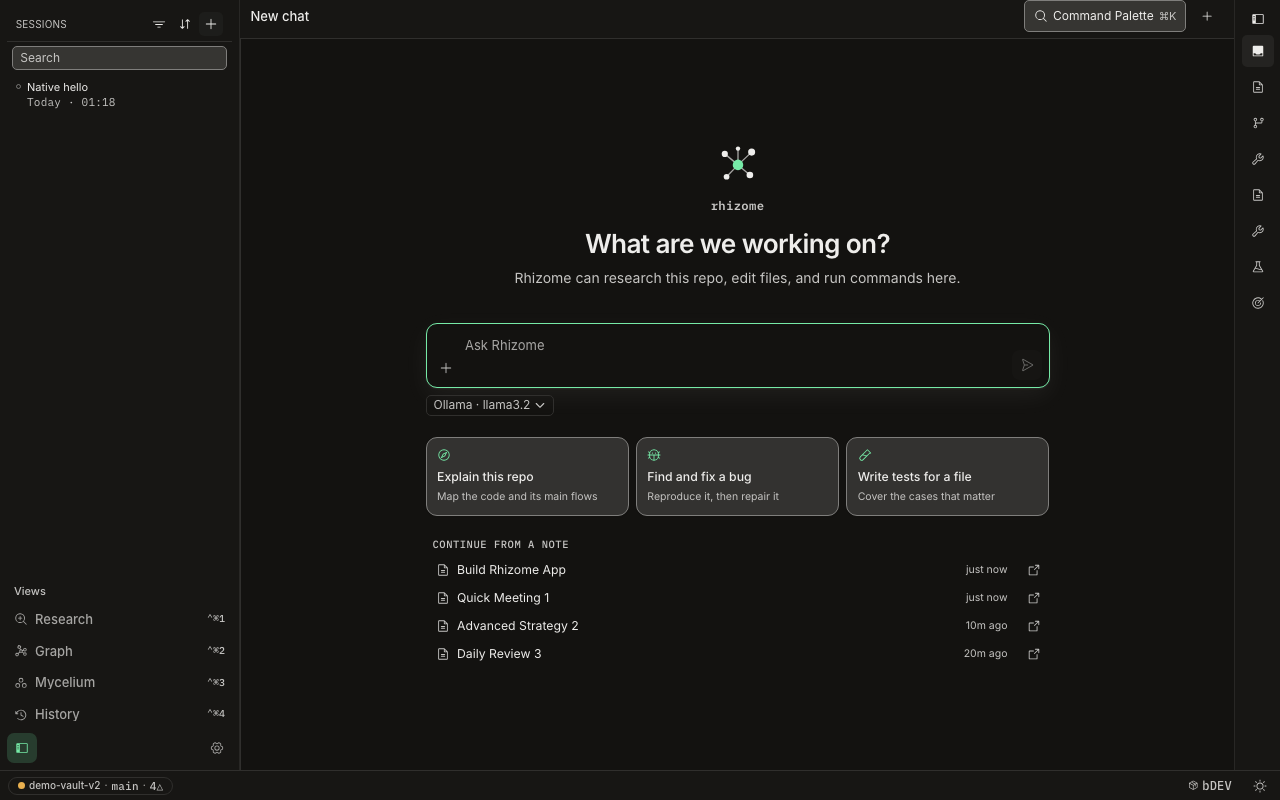 SESSIONS
Search
Native hello
Today · 01:18
Views
Research ^⌘1
Graph ^⌘2
Mycelium ^⌘3
History ^⌘4
New chat
Command Palette ⌘K
rhizome
What are we working on?
Rhizome can research this repo, edit files, and run commands here.
Ask Rhizome
Ollama · llama3.2
Explain this repo
Map the code and its main flows
Find and fix a bug
Reproduce it, then repair it
Write tests for a file
Cover the cases that matter
CONTINUE FROM A NOTE
Build Rhizome App just now
Quick Meeting 1 just now
Advanced Strategy 2 10m ago
Daily Review 3 20m ago
demo-vault-v2 · main · 4△
bDEV